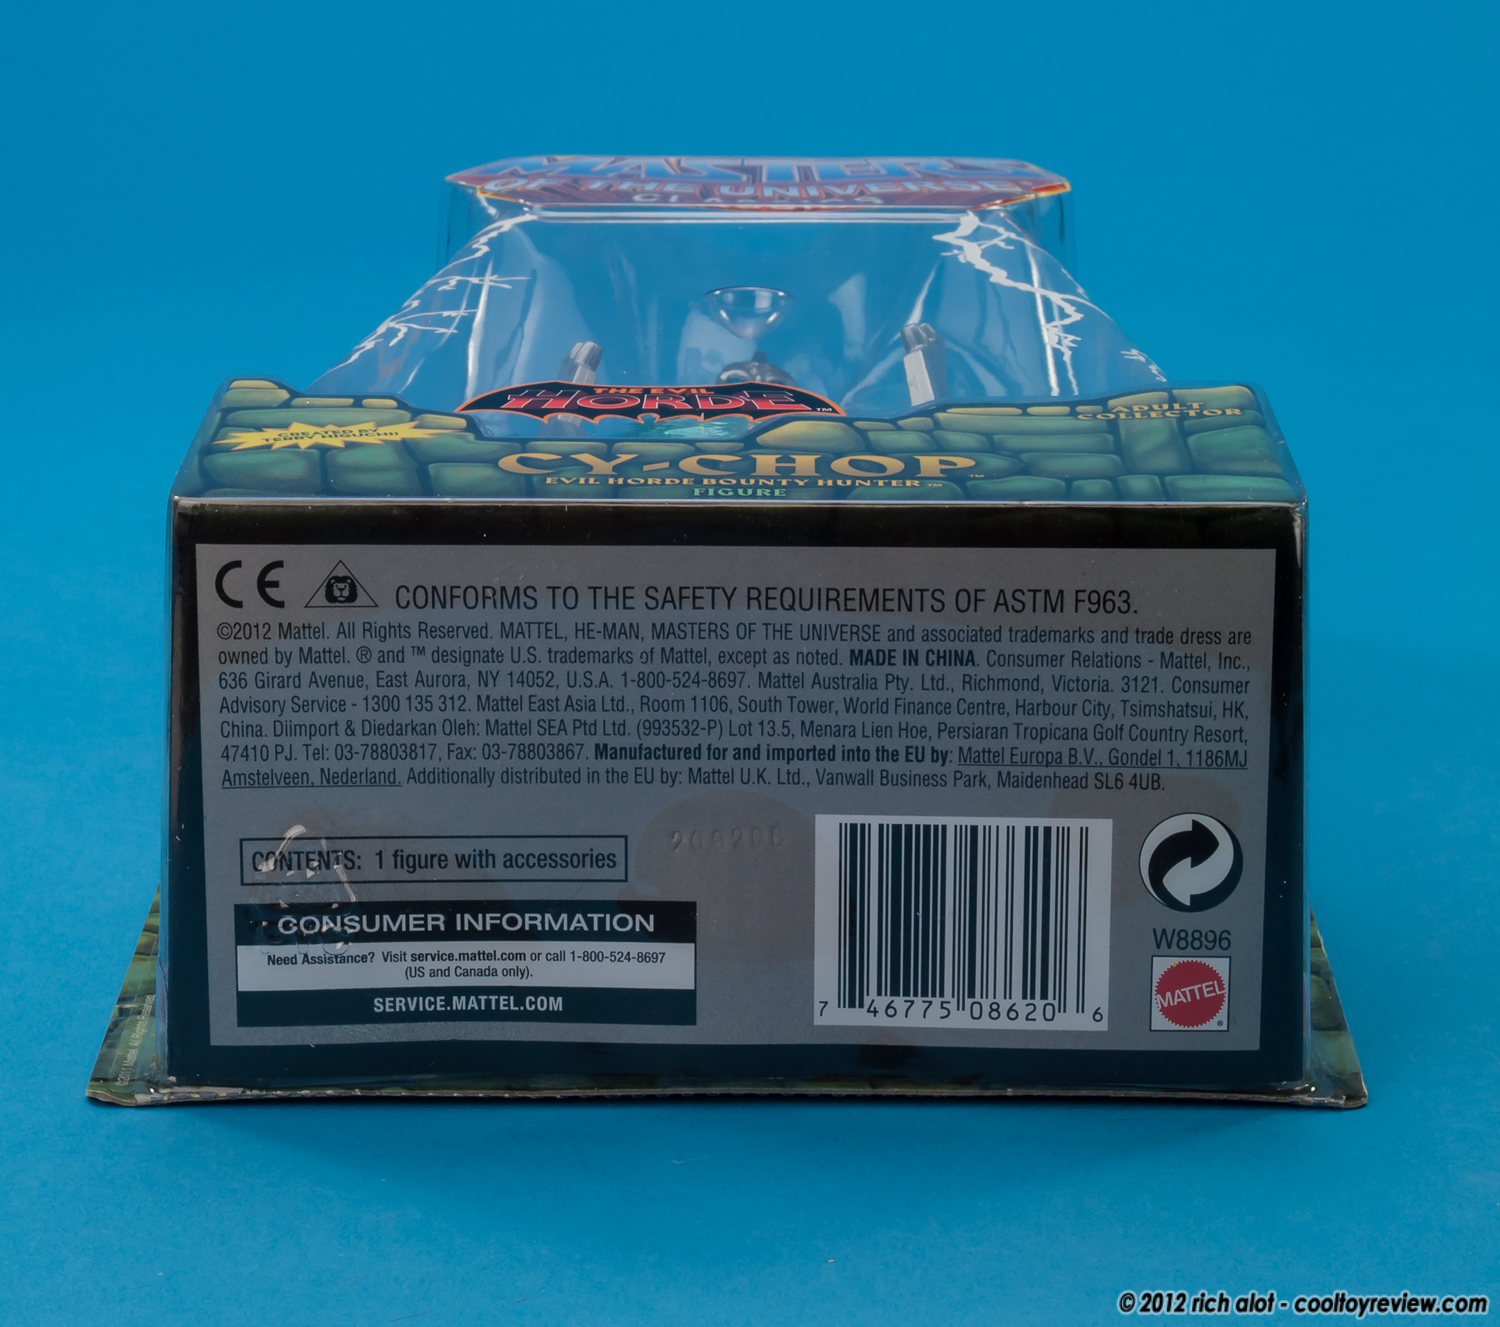 MASTERS
OF THE UNIVERSE
CLASSICS
THE EVIL
HORDE™
CREATED BY
TERRY HIGUCHI!
ADULT
COLLECTOR
CY-CHOP™
EVIL HORDE BOUNTY HUNTER™
FIGURE
CE CONFORMS TO THE SAFETY REQUIREMENTS OF ASTM F963.
©2012 Mattel. All Rights Reserved. MATTEL, HE-MAN, MASTERS OF THE UNIVERSE and associated trademarks and trade dress are
owned by Mattel. ® and ™ designate U.S. trademarks of Mattel, except as noted. MADE IN CHINA. Consumer Relations - Mattel, Inc.,
636 Girard Avenue, East Aurora, NY 14052, U.S.A. 1-800-524-8697. Mattel Australia Pty. Ltd., Richmond, Victoria. 3121. Consumer
Advisory Service - 1300 135 312. Mattel East Asia Ltd., Room 1106, South Tower, World Finance Centre, Harbour City, Tsimshatsui, HK,
China. Diimport & Diedarkan Oleh: Mattel SEA Ptd Ltd. (993532-P) Lot 13.5, Menara Lien Hoe, Persiaran Tropicana Golf Country Resort,
47410 PJ. Tel: 03-78803817, Fax: 03-78803867. Manufactured for and imported into the EU by: Mattel Europa B.V., Gondel 1, 1186MJ
Amstelveen, Nederland. Additionally distributed in the EU by: Mattel U.K. Ltd., Vanwall Business Park, Maidenhead SL6 4UB.
CONTENTS: 1 figure with accessories
CONSUMER INFORMATION
Need Assistance? Visit service.mattel.com or call 1-800-524-8697
(US and Canada only).
SERVICE.MATTEL.COM
7 46775 08620 6
W8896
MATTEL®
© 2012 rich alot - cooltoyreview.com